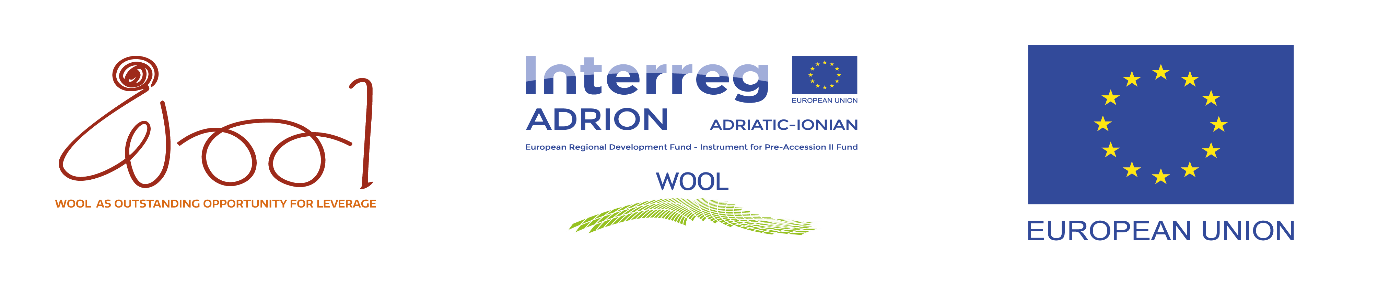 Wool
WOOL AS OUTSTANDING OPPORTUNITY FOR LEVERAGE
Interreg
EUROPEAN UNION
ADRION
ADRIATIC-IONIAN
European Regional Development Fund - Instrument for Pre-Accession II Fund
WOOL
EUROPEAN UNION